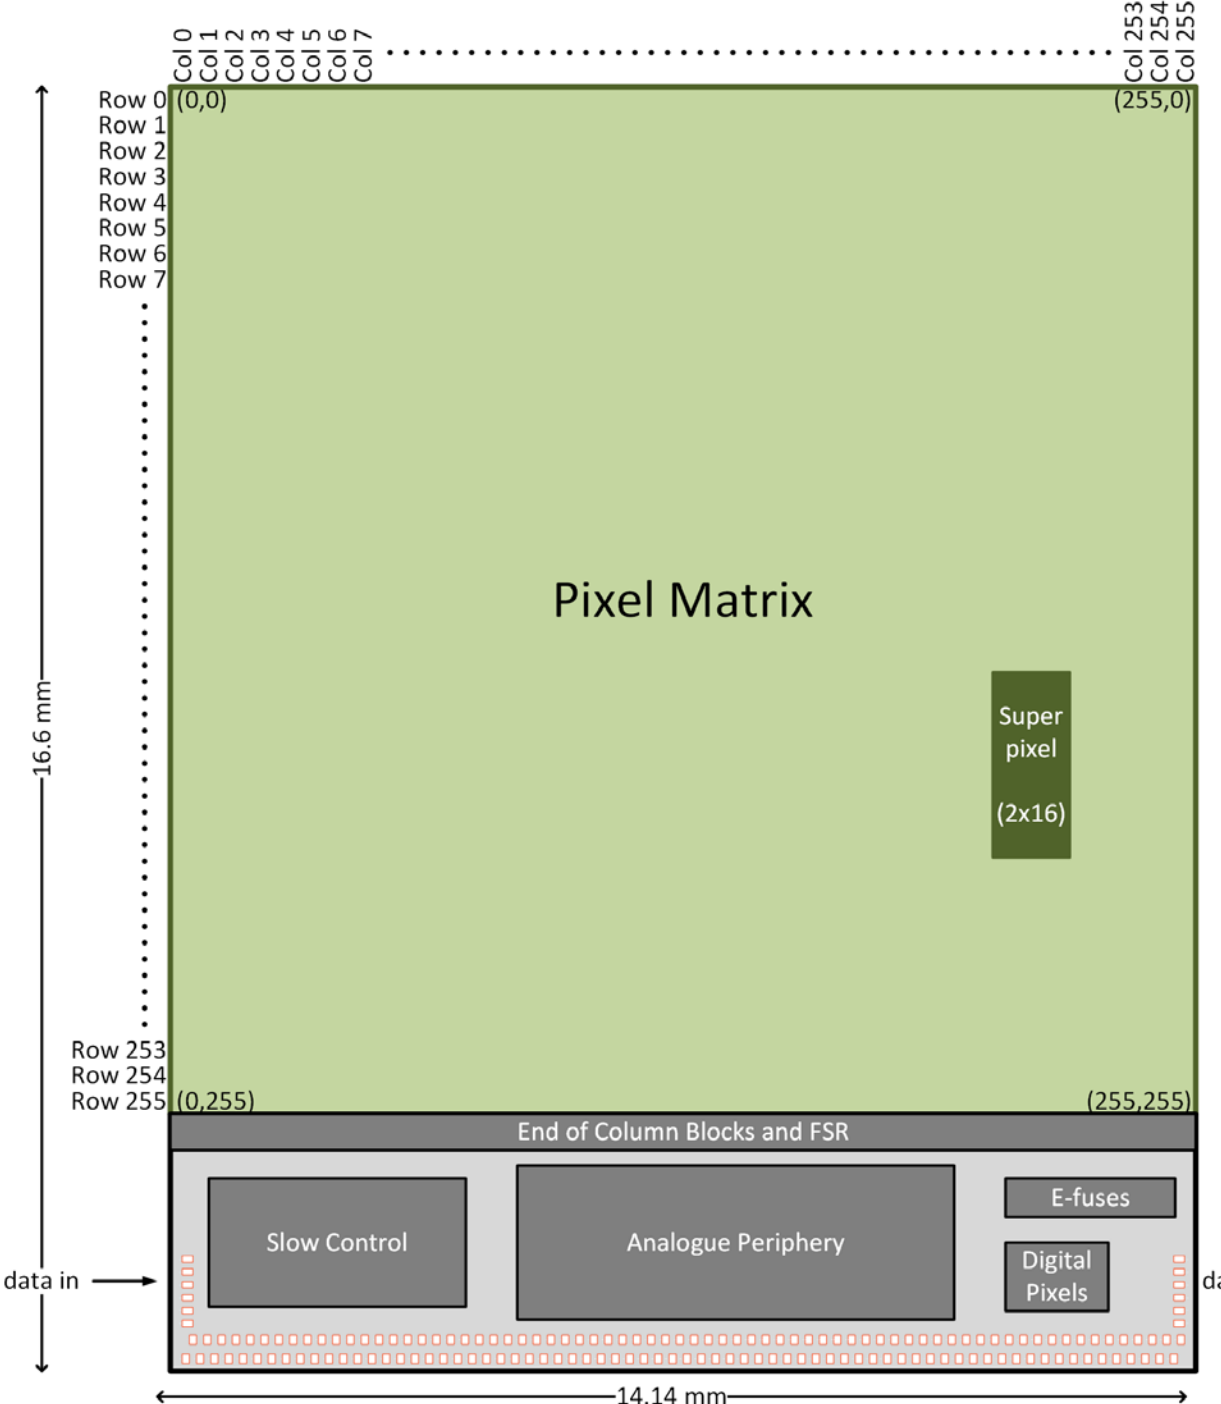 Col 0
Col 1
Col 2
Col 3
Col 4
Col 5
Col 6
Col 7
Col 253
Col 254
Col 255
Row 0
(0,0)
(255,0)
Row 1
Row 2
Row 3
Row 4
Row 5
Row 6
Row 7
Pixel Matrix
16.6 mm
Super
pixel
(2x16)
Row 253
Row 254
Row 255
(0,255)
(255,255)
End of Column Blocks and FSR
Slow Control
Analogue Periphery
E-fuses
Digital
Pixels
data in
14.14 mm